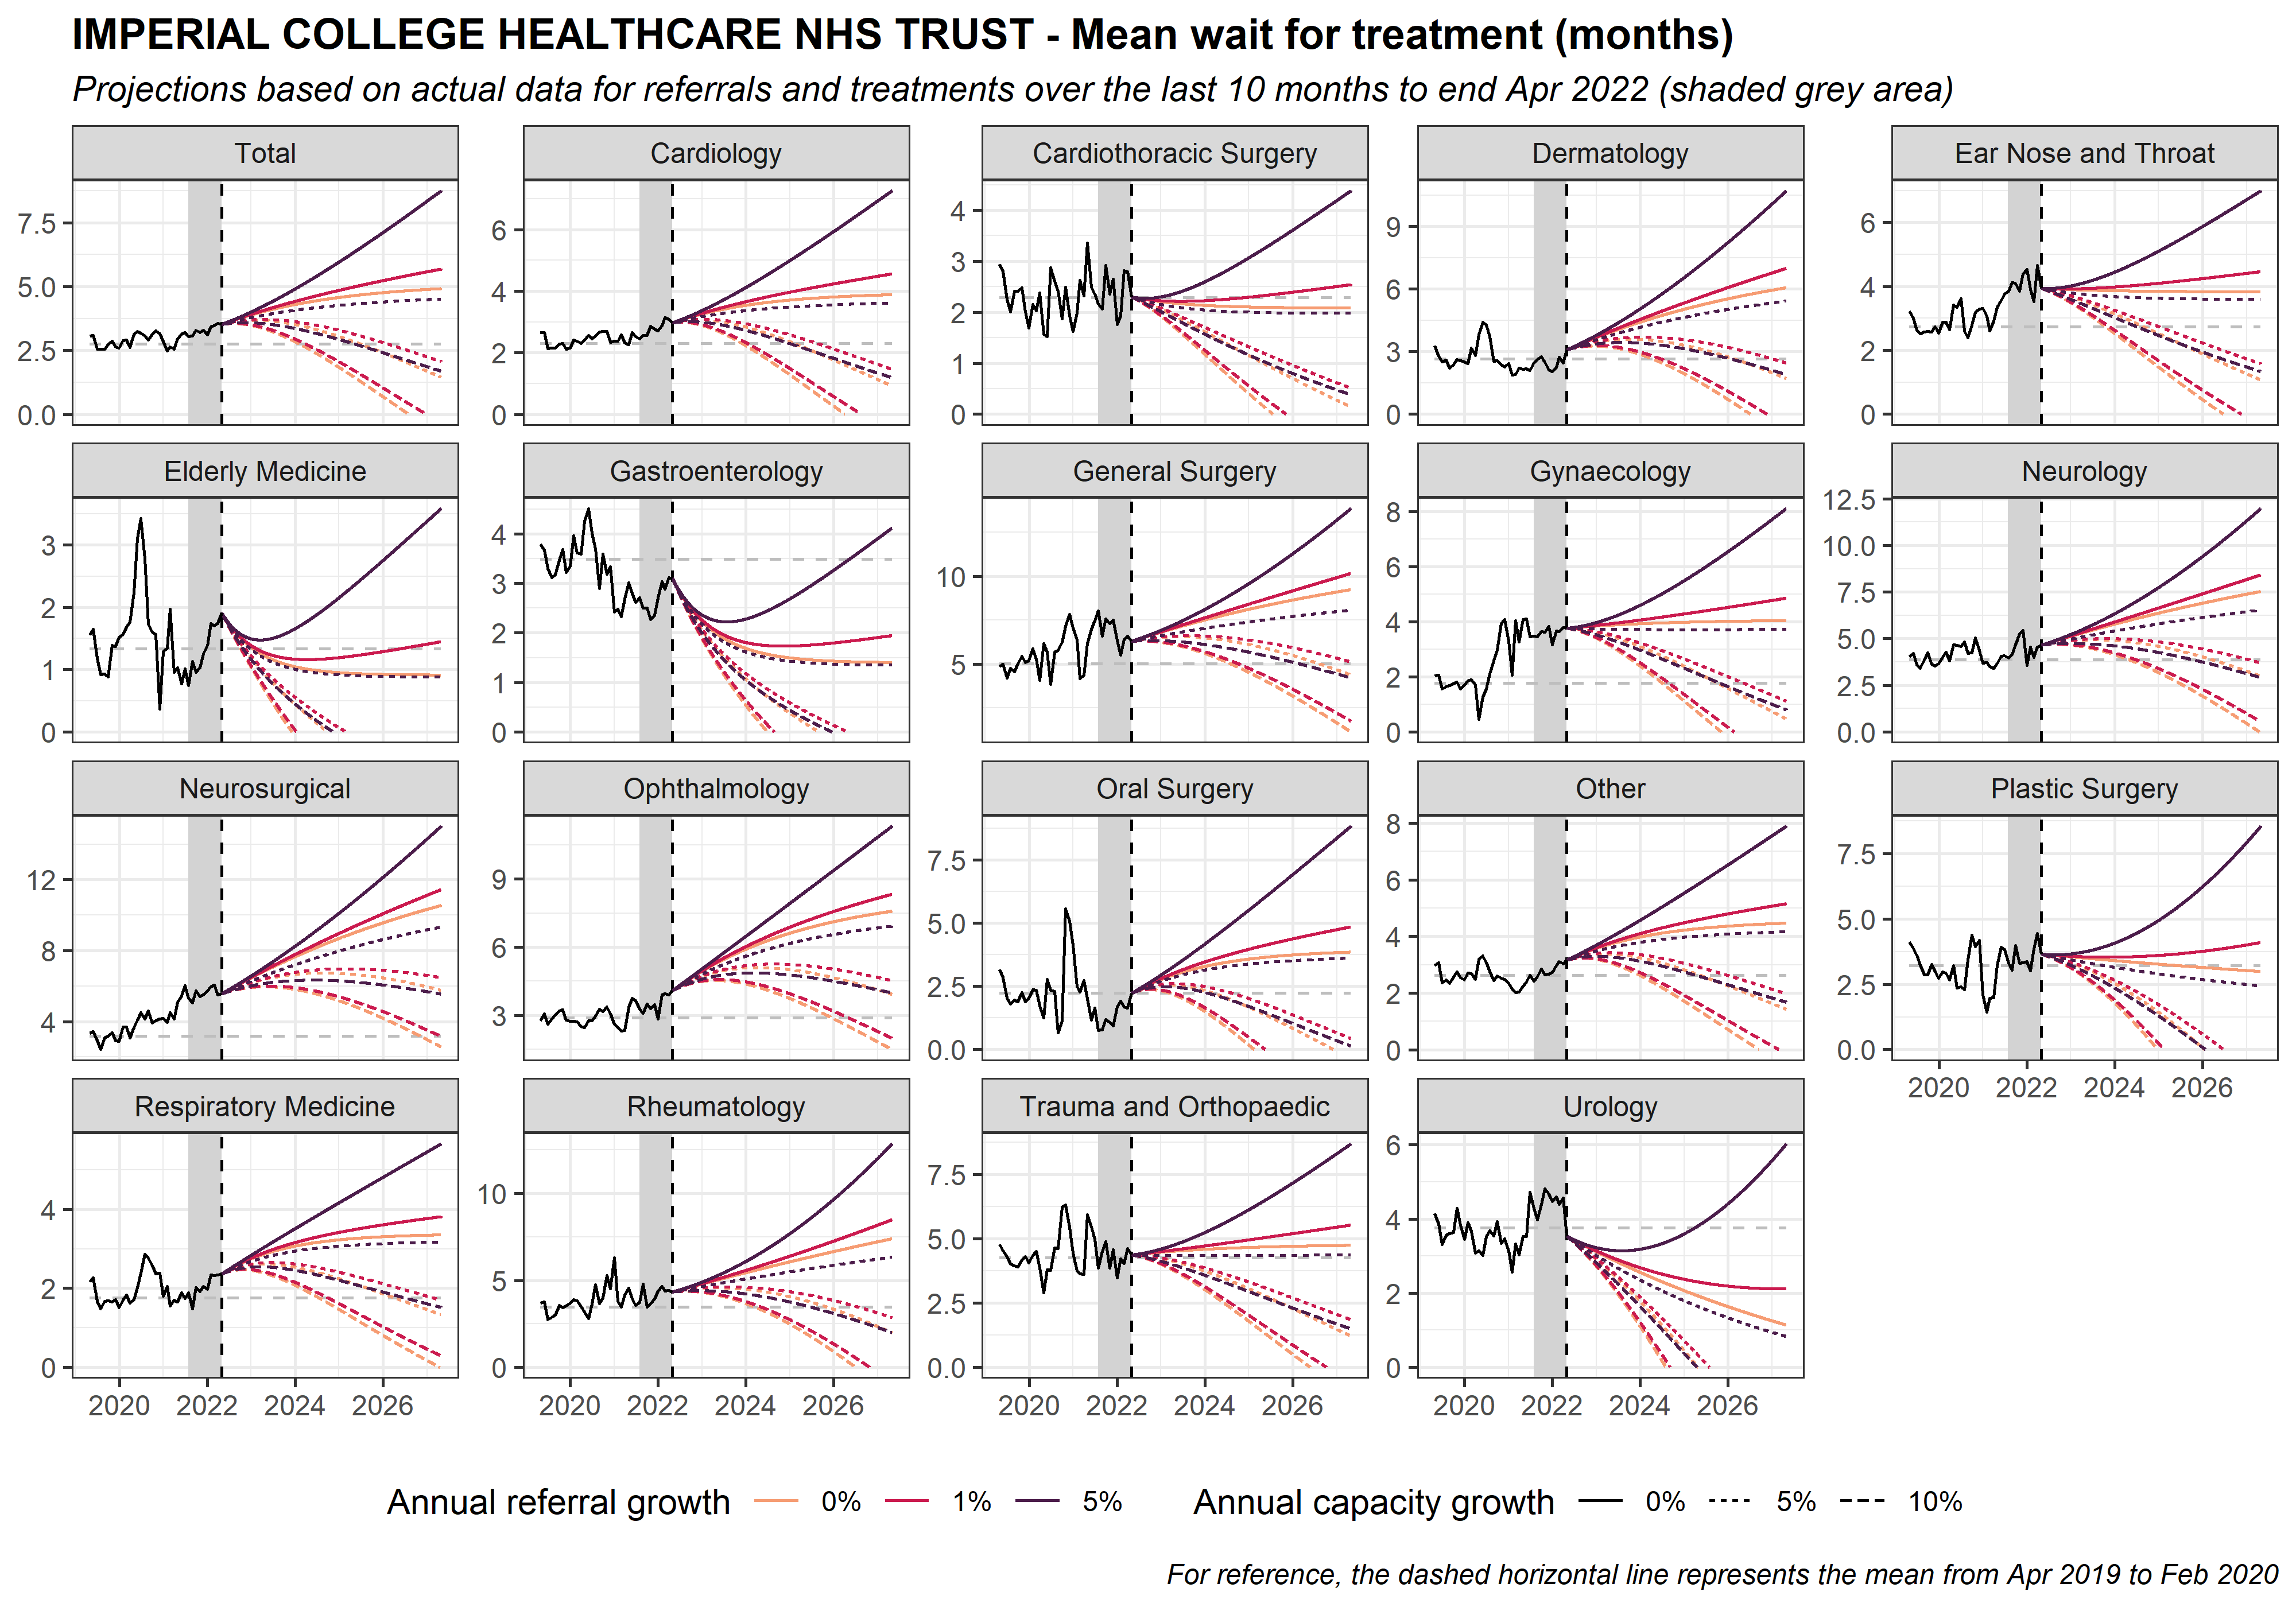 IMPERIAL COLLEGE HEALTHCARE NHS TRUST - Mean wait for treatment (months)
Projections based on actual data for referrals and treatments over the last 10 months to end Apr 2022 (shaded grey area)
Total
7.5
5.0
2.5
0.0
Cardiology
6
4
2
0
Cardiothoracic Surgery
4
3
2
1
0
Dermatology
9
6
3
0
Ear Nose and Throat
6
4
2
0
Elderly Medicine
3
2
1
0
Gastroenterology
4
3
2
1
0
General Surgery
10
5
Gynaecology
8
6
4
2
0
Neurology
12.5
10.0
7.5
5.0
2.5
0.0
Neurosurgical
12
8
4
Ophthalmology
9
6
3
Oral Surgery
7.5
5.0
2.5
0.0
Other
8
6
4
2
0
Plastic Surgery
7.5
5.0
2.5
0.0
2020 2022 2024 2026
Respiratory Medicine
4
2
0
2020 2022 2024 2026
Rheumatology
10
5
0
2020 2022 2024 2026
Trauma and Orthopaedic
7.5
5.0
2.5
0.0
2020 2022 2024 2026
Urology
6
4
2
0
2020 2022 2024 2026
Annual referral growth 0% 1% 5% Annual capacity growth 0% 5% 10%
For reference, the dashed horizontal line represents the mean from Apr 2019 to Feb 2020